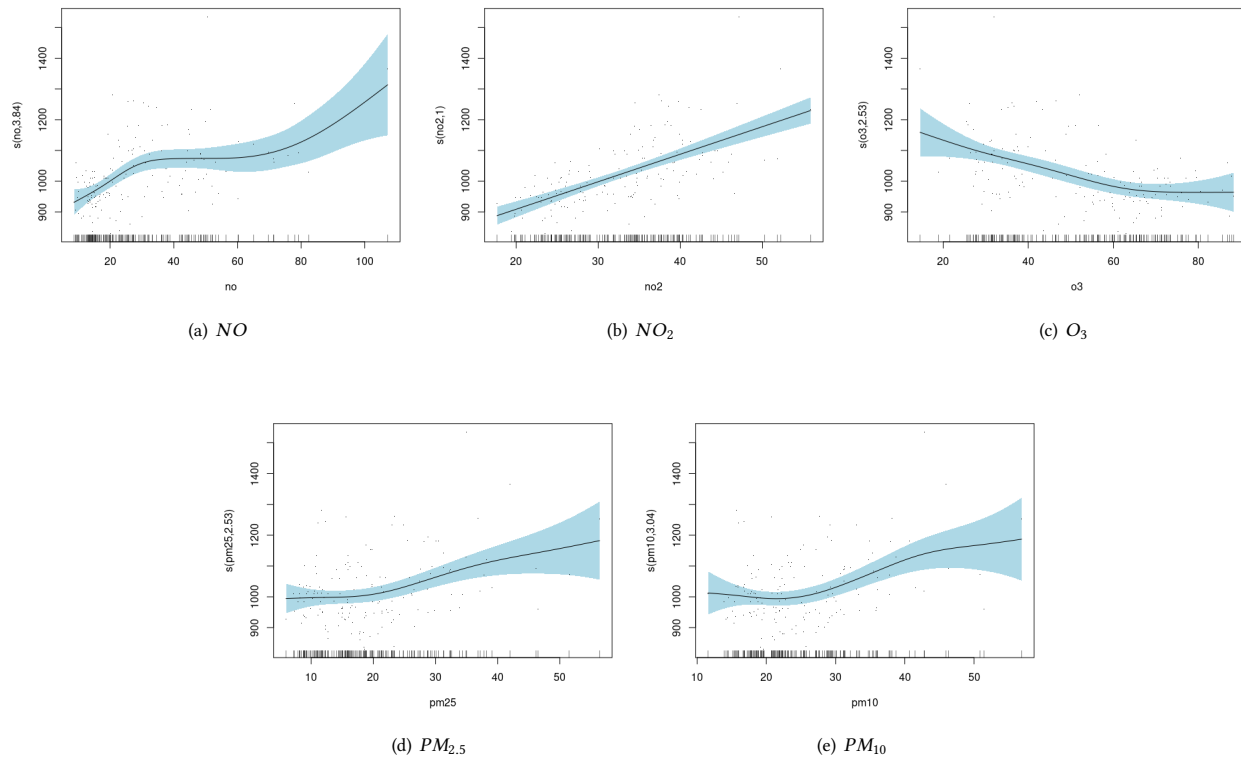 s(no,3.84)
900 1000 1200 1400
20 40 60 80 100
no
(a) NO
s(no2,1)
900 1000 1200 1400
20 30 40 50
no2
(b) NO₂
s(o3,2.53)
900 1000 1200 1400
20 40 60 80
o3
(c) O₃
s(pm25,2.53)
900 1000 1200 1400
10 20 30 40 50
pm25
(d) PM₂.₅
s(pm10,3.04)
900 1000 1200 1400
10 20 30 40 50
pm10
(e) PM₁₀